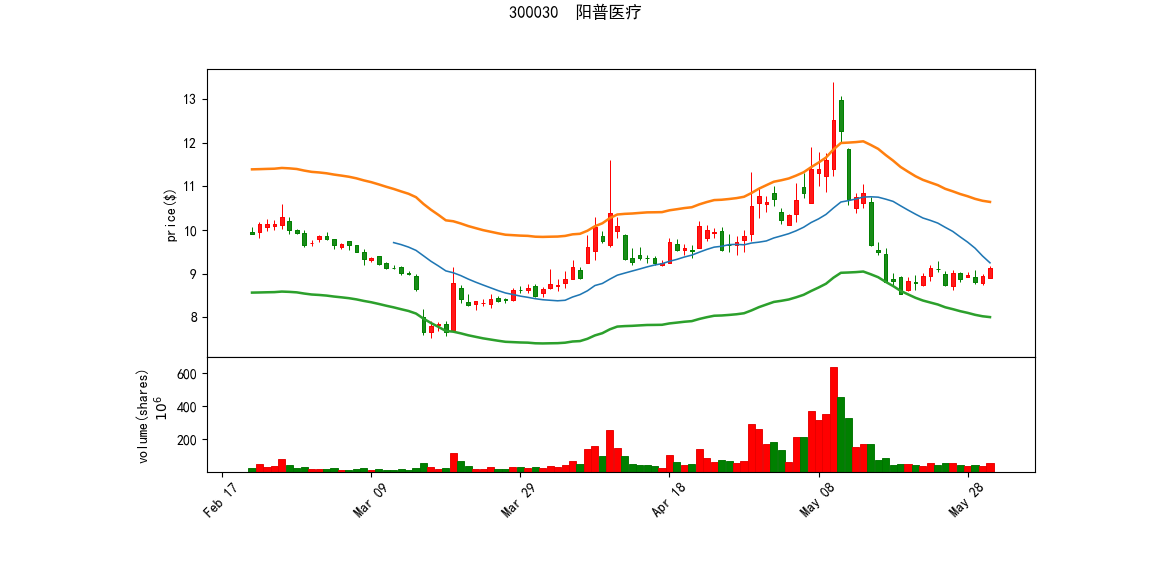 300030 阳普医疗
price($)
13
12
11
10
9
8
volume(shares)
10^6
600
400
200
Feb 17
Mar 09
Mar 29
Apr 18
May 08
May 28